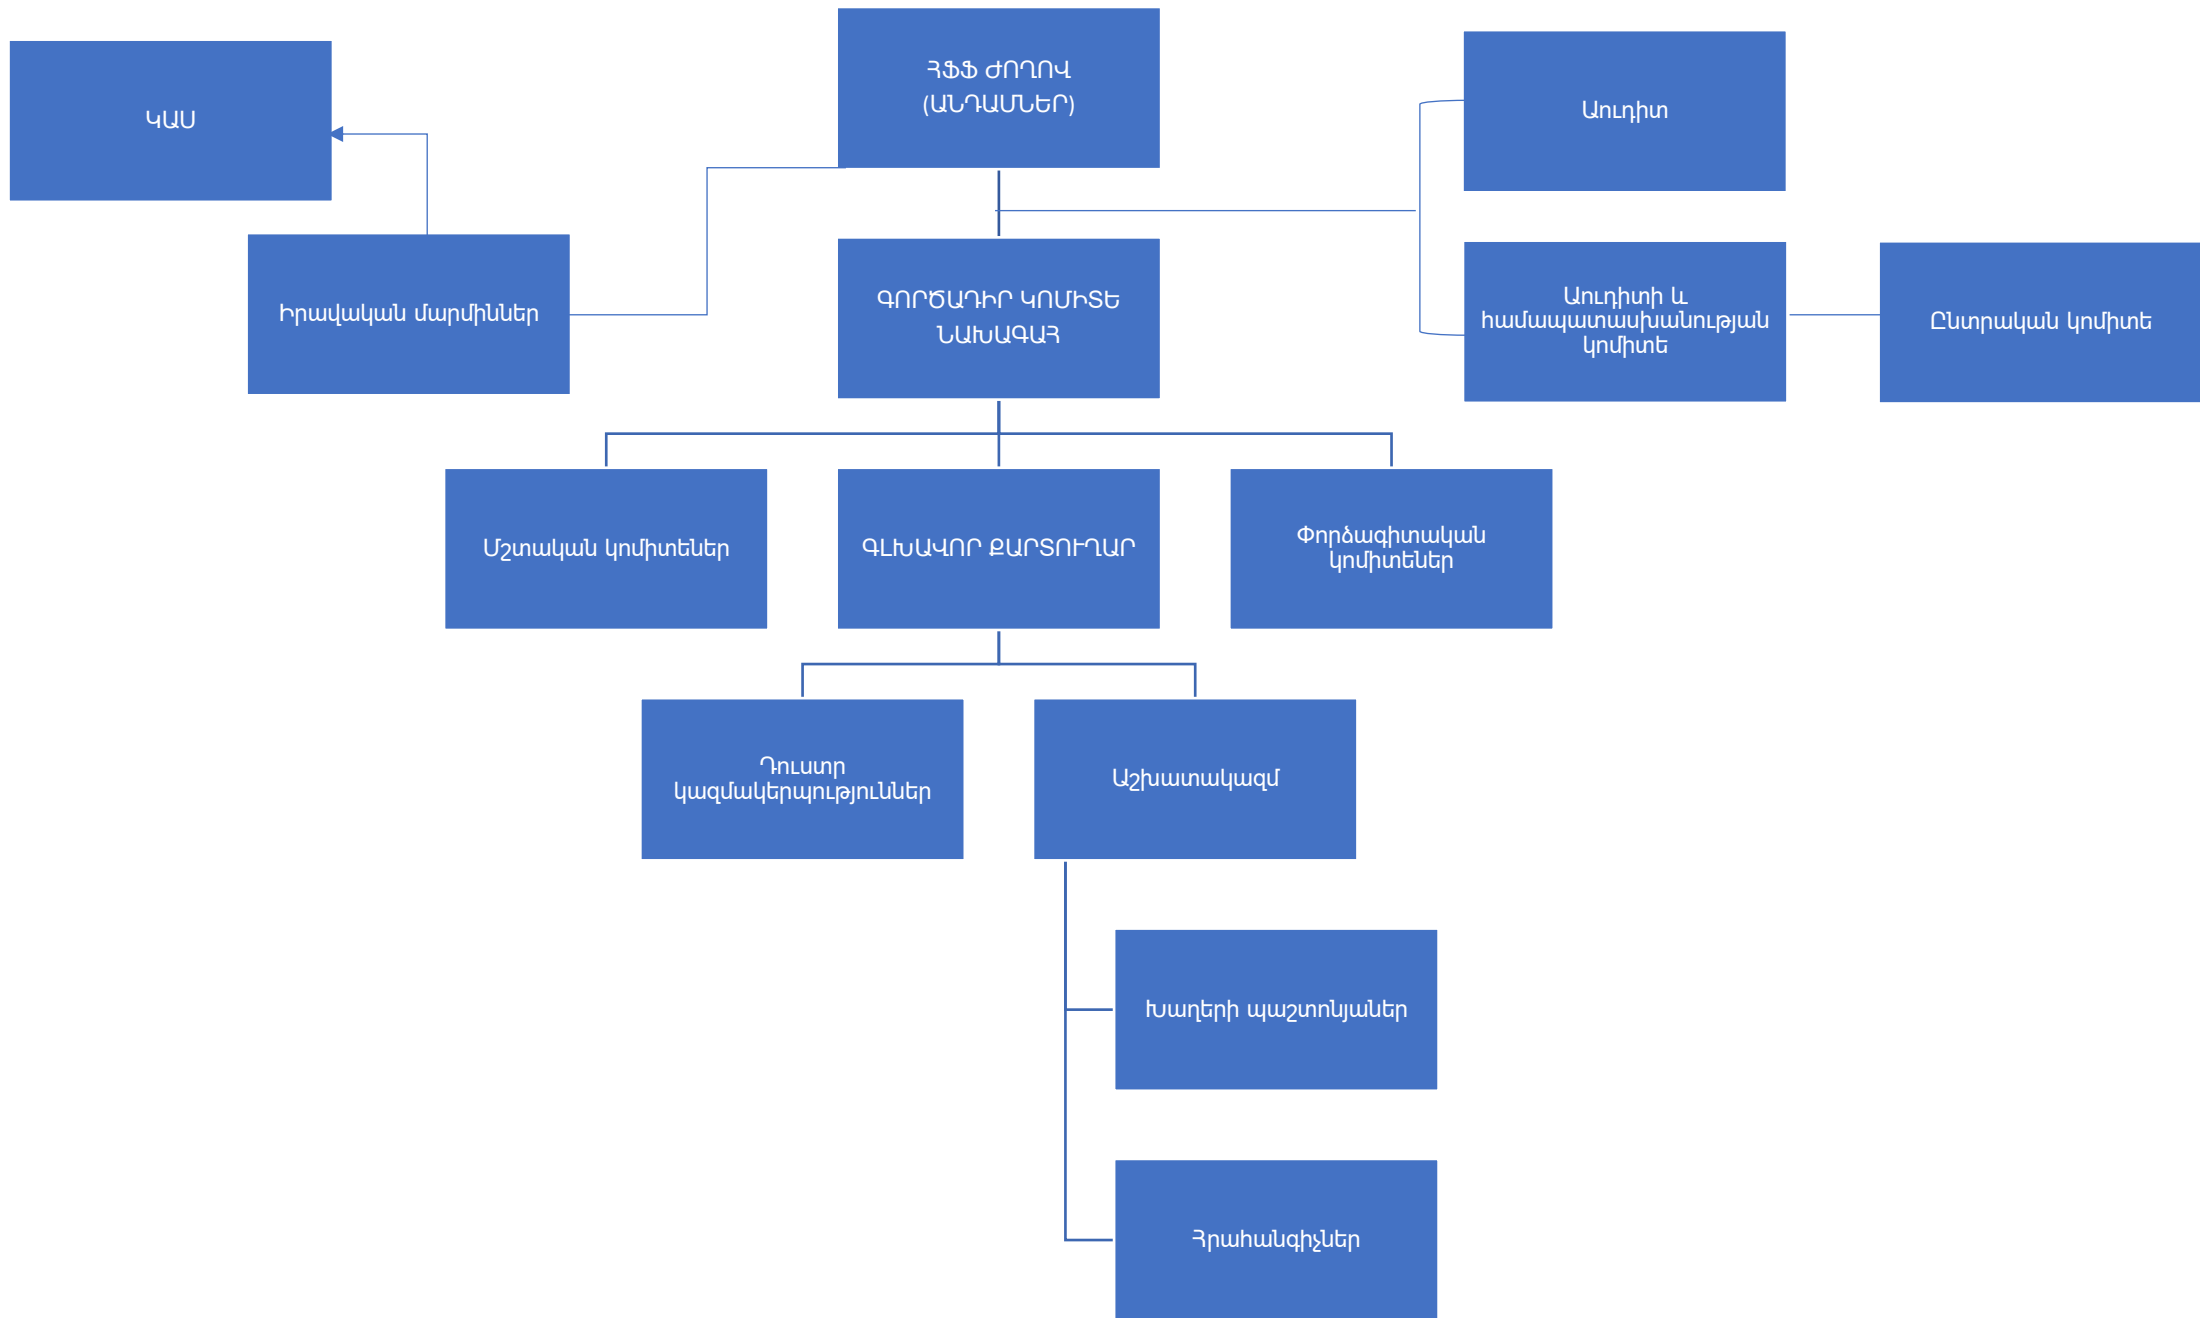 ՀՖՖ ԺՈՂՈՎ
(ԱՆԴԱՄՆԵՐ)
ԿԱՍ
Աուդիտ
Իրավական մարմիններ
ԳՈՐԾԱԴԻՐ ԿՈՄԻՏԵ
ՆԱԽԱԳԱՀ
Աուդիտի և
համապատասխանության
կոմիտե
Ընտրական կոմիտե
Մշտական կոմիտեներ
ԳԼԽԱՎՈՐ ՔԱՐՏՈՒՂԱՐ
Փորձագիտական
կոմիտեներ
Դուստր
կազմակերպություններ
Աշխատակազմ
Խաղերի պաշտոնյաներ
Հրահանգիչներ